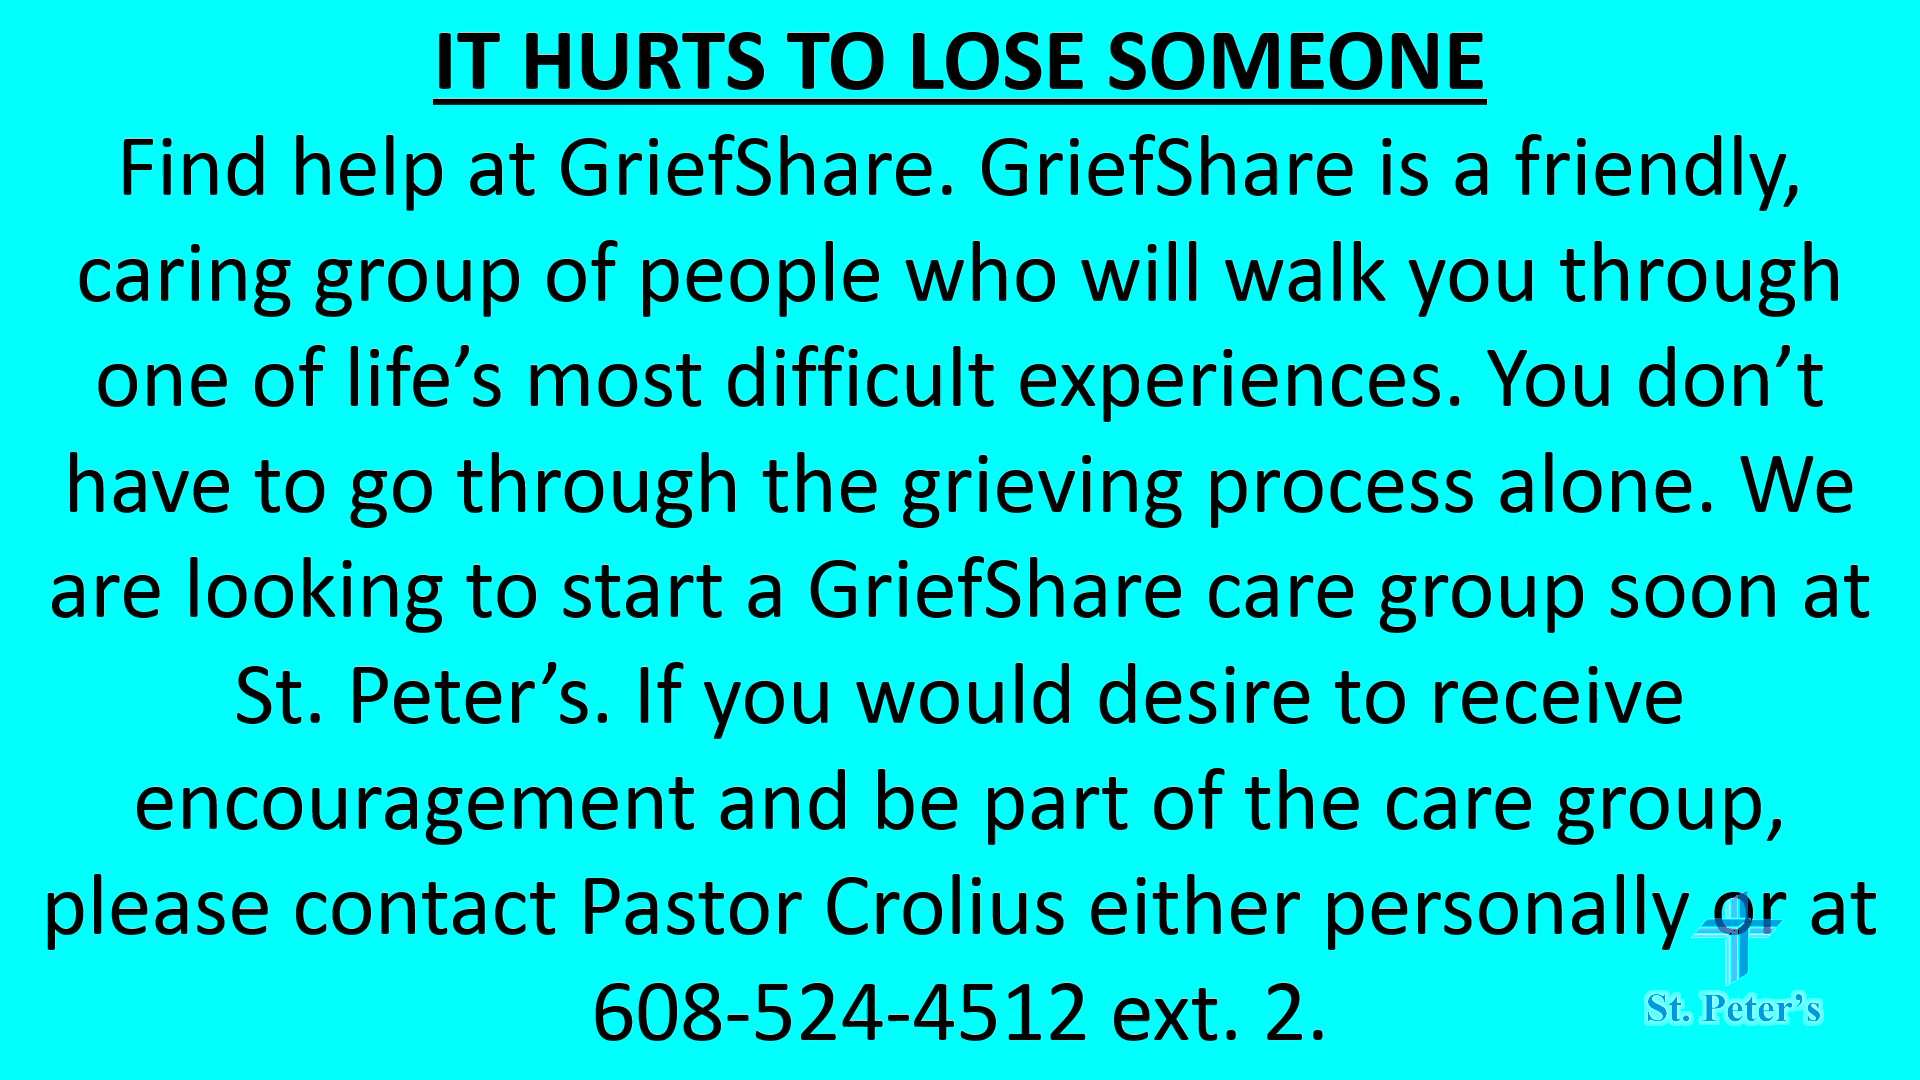 IT HURTS TO LOSE SOMEONE
Find help at GriefShare. GriefShare is a friendly,
caring group of people who will walk you through
one of life’s most difficult experiences. You don’t
have to go through the grieving process alone. We
are looking to start a GriefShare care group soon at
St. Peter’s. If you would desire to receive
encouragement and be part of the care group,
please contact Pastor Crolius either personally or at
608-524-4512 ext. 2.
St. Peter’s